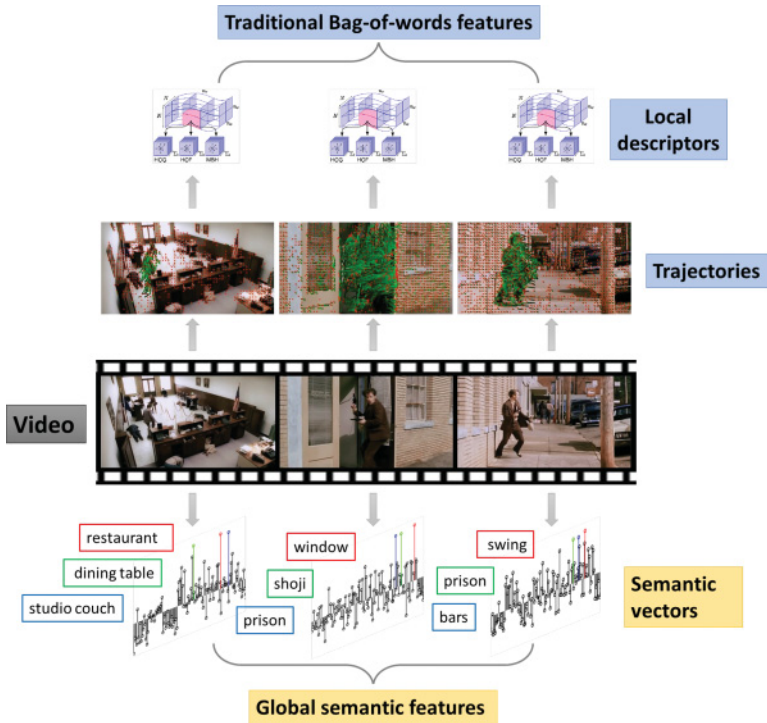 Traditional Bag-of-words features
Local
descriptors
HOG HOF MBH
HOG HOF MBH
HOG HOF MBH
Trajectories
Video
restaurant
dining table
studio couch
window
shoji
prison
swing
prison
bars
Semantic
vectors
Global semantic features